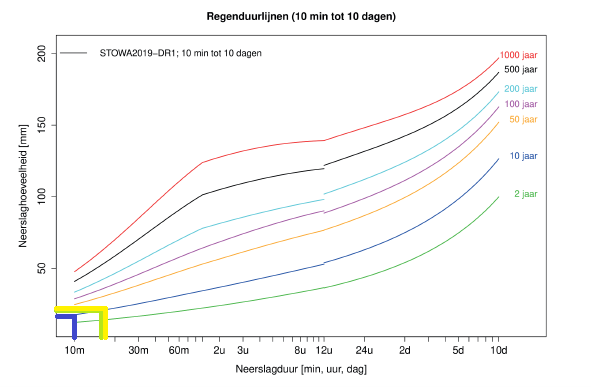 Regenduurlijnen (10 min tot 10 dagen)
STOWA2019−DR1; 10 min tot 10 dagen
Neerslaghoeveelheid [mm]
200
150
100
50
1000 jaar
500 jaar
200 jaar
100 jaar
50 jaar
10 jaar
2 jaar
10m 30m 60m 2u 3u 8u 12u 24u 2d 5d 10d
Neerslagduur [min, uur, dag]